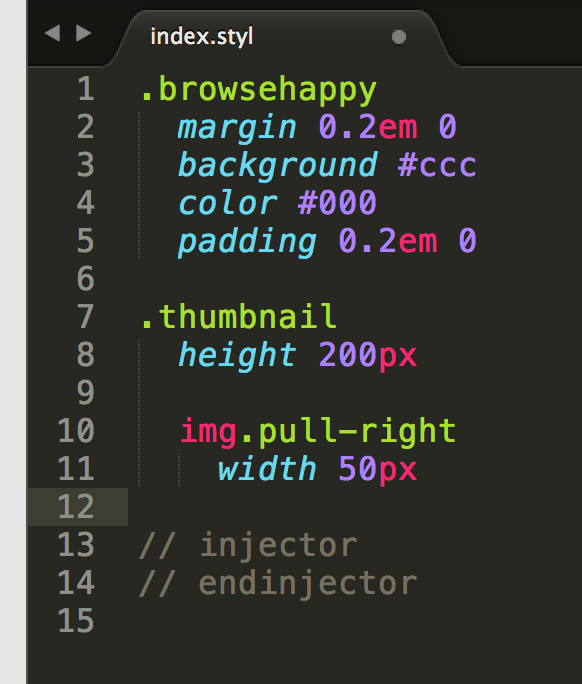 index.styl
1 .browsehappy
2   margin 0.2em 0
3   background #ccc
4   color #000
5   padding 0.2em 0
6
7 .thumbnail
8   height 200px
9
10   img.pull-right
11     width 50px
12
13 // injector
14 // endinjector
15